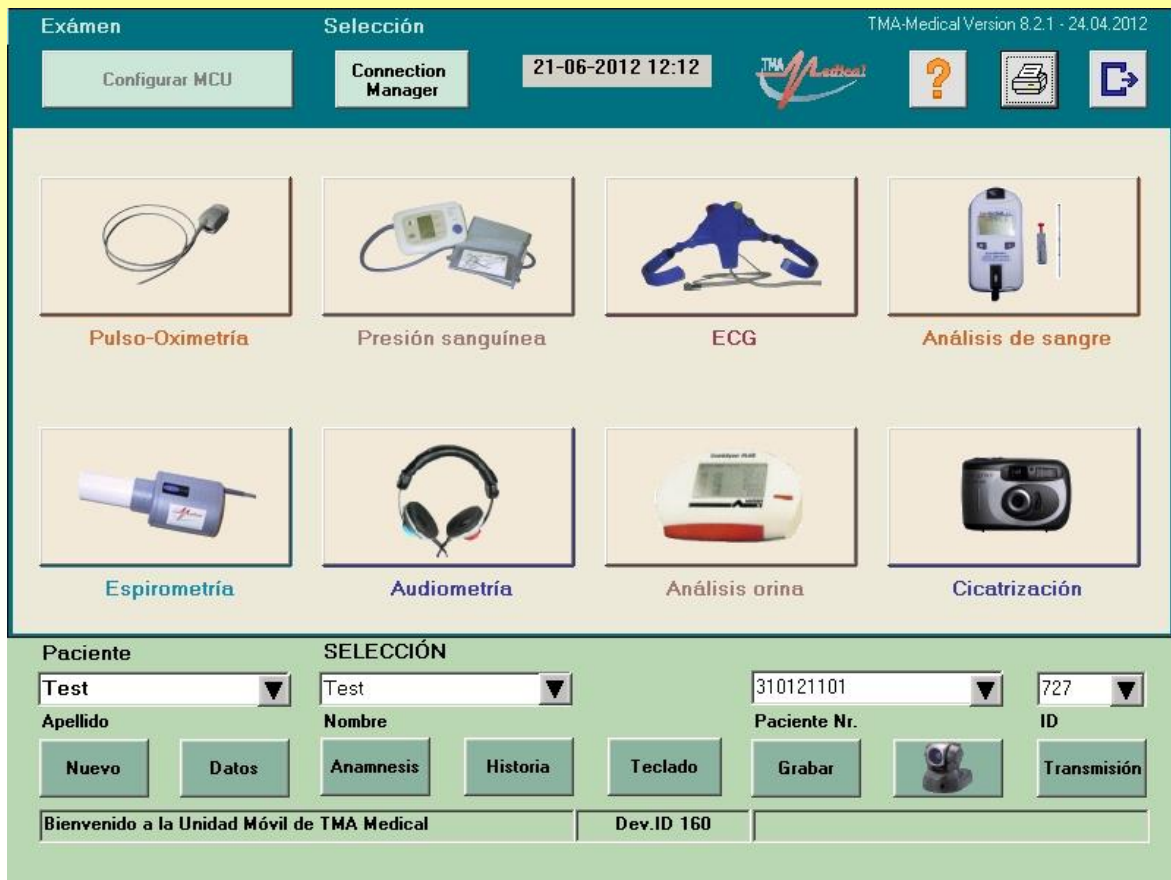 Exámen
Selección
TMA-Medical Version 8.2.1 - 24.04.2012
Configurar MCU
Connection
Manager
21-06-2012 12:12
TMA Medical
?
Pulso-Oximetría
Presión sanguínea
ECG
Análisis de sangre
Espirometría
Audiometría
Análisis orina
Cicatrización
Paciente
SELECCIÓN
Test
Test
310121101
727
Apellido
Nombre
Paciente Nr.
ID
Nuevo
Datos
Anamnesis
Historia
Teclado
Grabar
Transmisión
Bienvenido a la Unidad Móvil de TMA Medical
Dev.ID 160